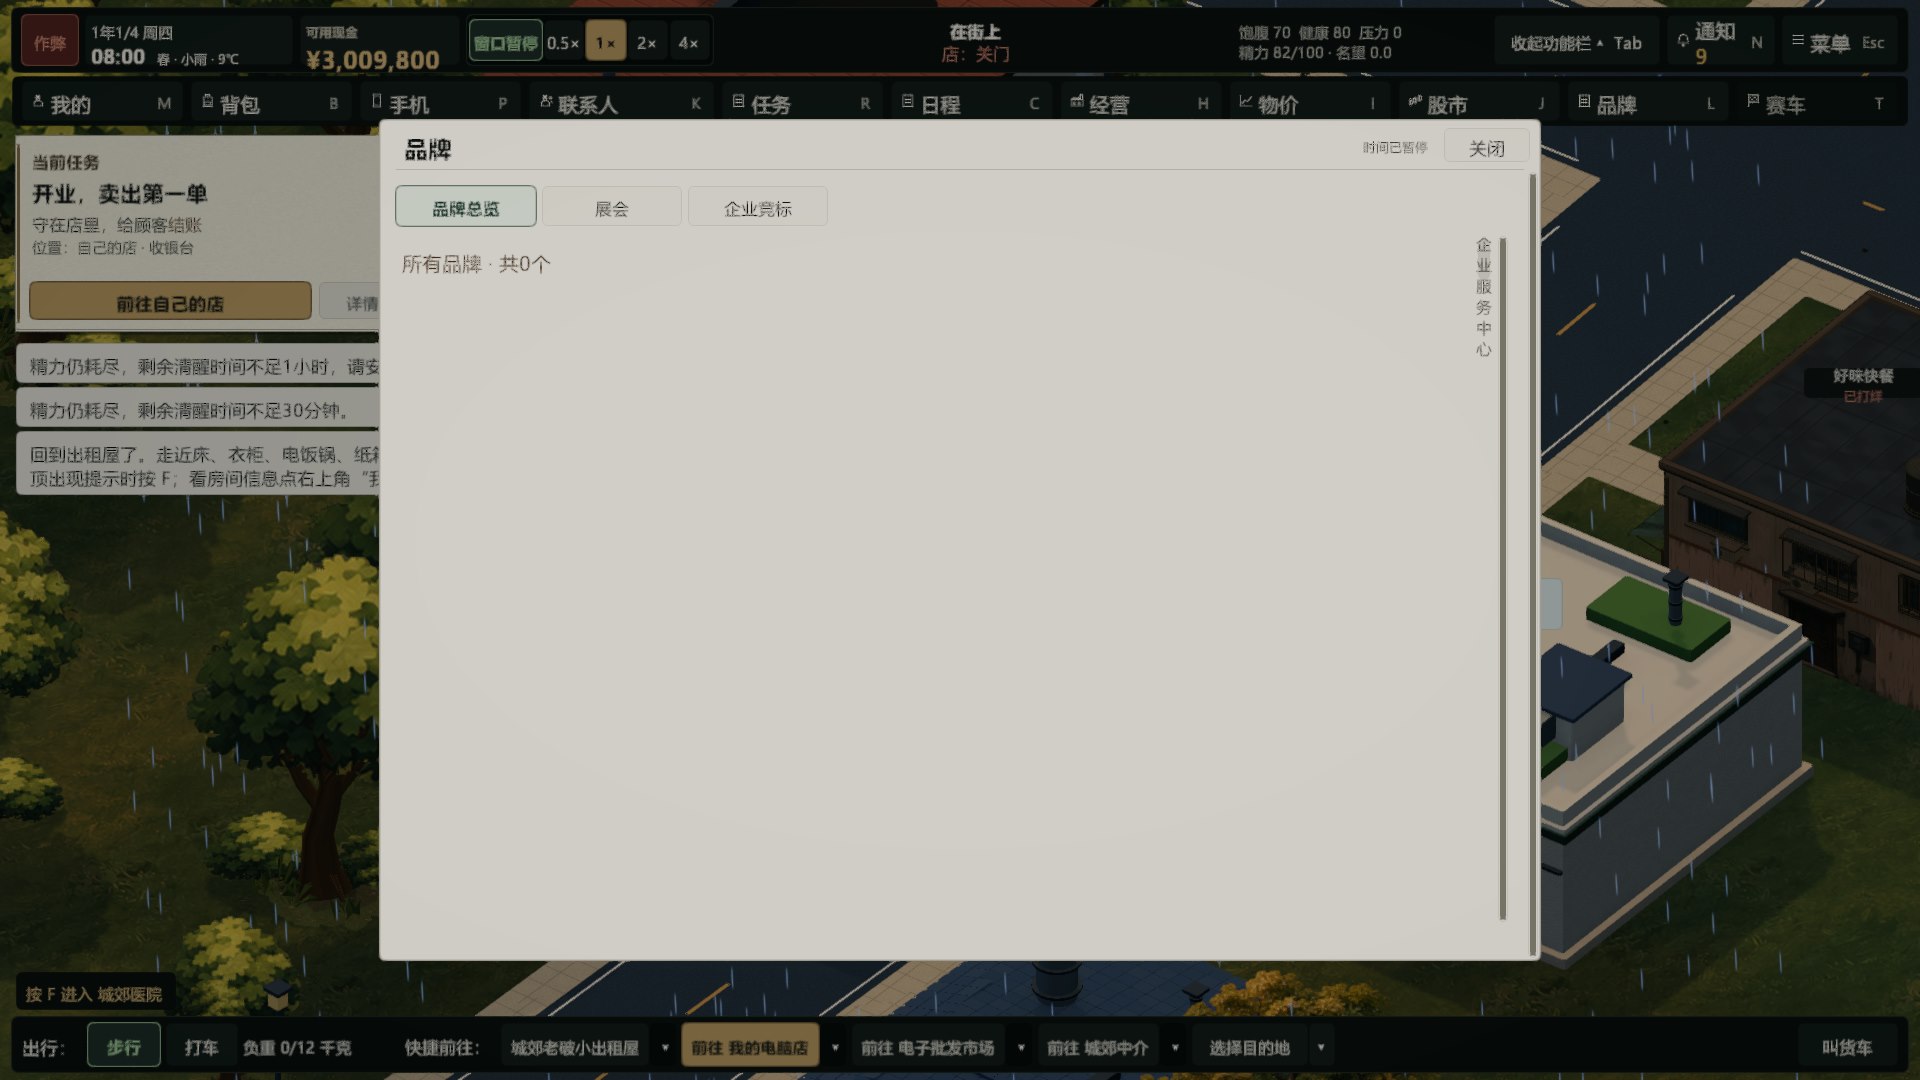 作弊
1年1/4 周四
08:00 春 · 小雨 · 9℃
可用现金
¥3,009,800
窗口暂停 0.5× 1× 2× 4×
在街上
店：关门
饱腹 70 健康 80 压力 0
精力 82/100 · 名望 0.0
收起功能栏 Tab
通知 N
9
菜单 Esc
我的 M
背包 B
手机 P
联系人 K
任务 R
日程 C
经营 H
物价 I
股市 J
品牌 L
赛车 T
当前任务
开业，卖出第一单
守在店里，给顾客结账
位置：自己的店 · 收银台
前往自己的店
详情
精力仍耗尽，剩余清醒时间不足1小时，请安
精力仍耗尽，剩余清醒时间不足30分钟。
回到出租屋了。走近床、衣柜、电饭锅、纸箱
顶出现提示时按 F；看房间信息点右上角“我
品牌
时间已暂停
关闭
品牌总览
展会
企业竞标
所有品牌 · 共0个
企业服务中心
好味快餐
已打烊
按 F 进入 城郊医院
出行：
步行
打车
负重 0/12 千克
快捷前往：
城郊老破小出租屋
前往 我的电脑店
前往 电子批发市场
前往 城郊中介
选择目的地
叫货车